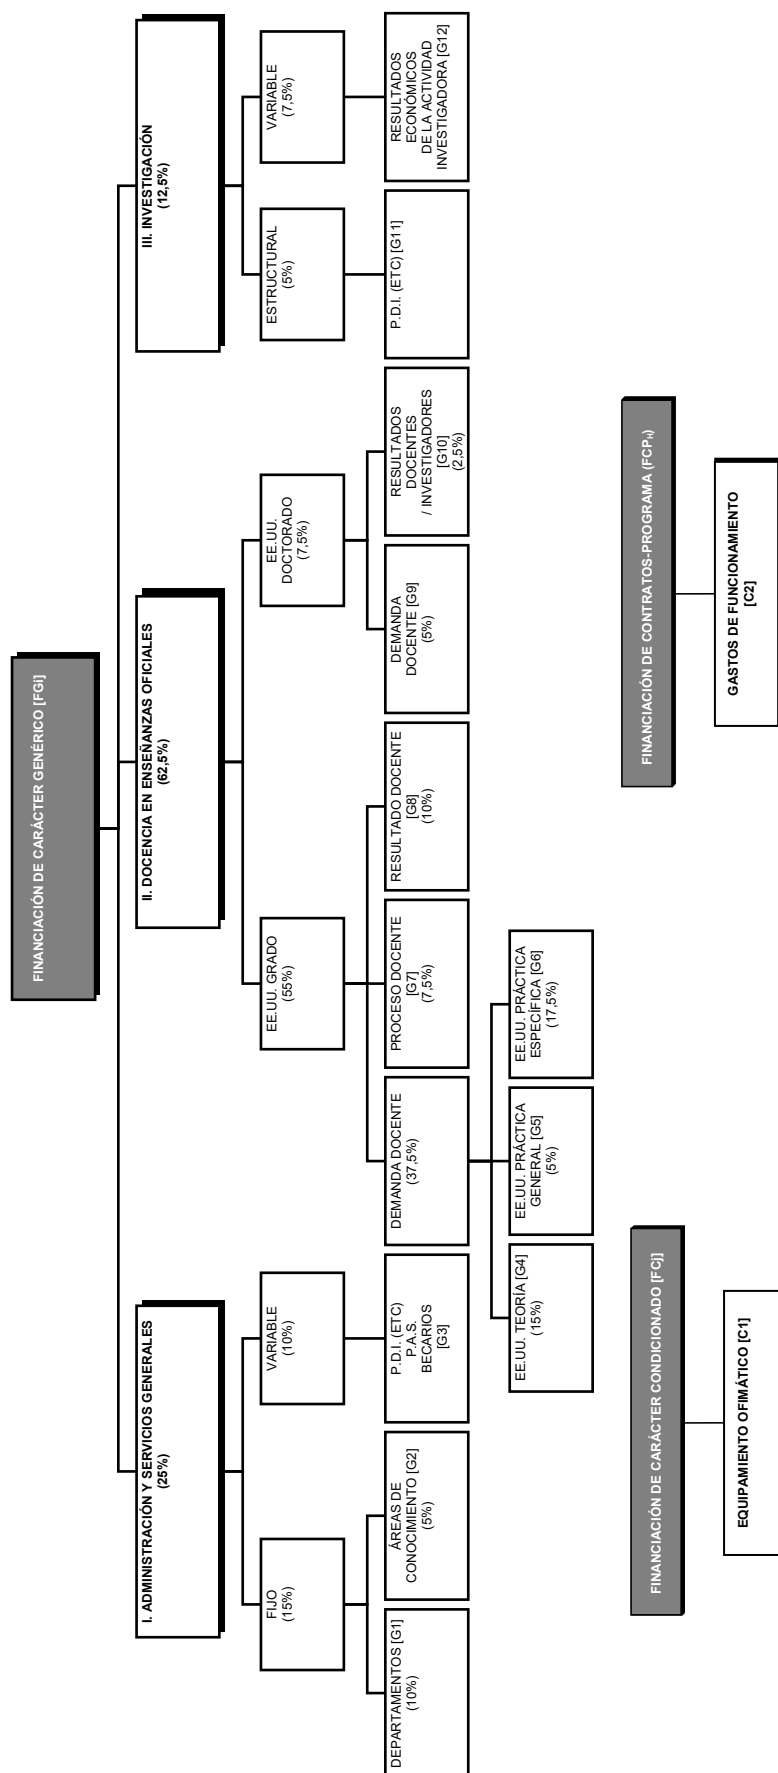 FINANCIACIÓN DE CARÁCTER GENÉRICO [FGi]
I. ADMINISTRACIÓN Y SERVICIOS GENERALES
(25%)
II. DOCENCIA EN ENSEÑANZAS OFICIALES
(62,5%)
III. INVESTIGACIÓN
(12,5%)
FIJO
(15%)
VARIABLE
(10%)
EE.UU. GRADO
(55%)
EE.UU.
DOCTORADO
(7,5%)
ESTRUCTURAL
(5%)
VARIABLE
(7,5%)
DEPARTAMENTOS [G1]
(10%)
ÁREAS DE
CONOCIMIENTO [G2]
(5%)
P.D.I. (ETC)
P.A.S.
BECARIOS
[G3]
DEMANDA DOCENTE
(37,5%)
PROCESO DOCENTE
[G7]
(7,5%)
RESULTADO DOCENTE
[G8]
(10%)
DEMANDA
DOCENTE [G9]
(5%)
RESULTADOS
DOCENTES
/ INVESTIGADORES
[G10]
(2,5%)
P.D.I. (ETC) [G11]
RESULTADOS
ECONÓMICOS
DE LA ACTIVIDAD
INVESTIGADORA [G12]
EE.UU. TEORÍA [G4]
(15%)
EE.UU. PRÁCTICA
GENERAL [G5]
(5%)
EE.UU. PRÁCTICA
ESPECÍFICA [G6]
(17,5%)
FINANCIACIÓN DE CARÁCTER CONDICIONADO [FCj]
EQUIPAMIENTO OFIMÁTICO [C1]
FINANCIACIÓN DE CONTRATOS-PROGRAMA (FCPH)
GASTOS DE FUNCIONAMIENTO
[C2]